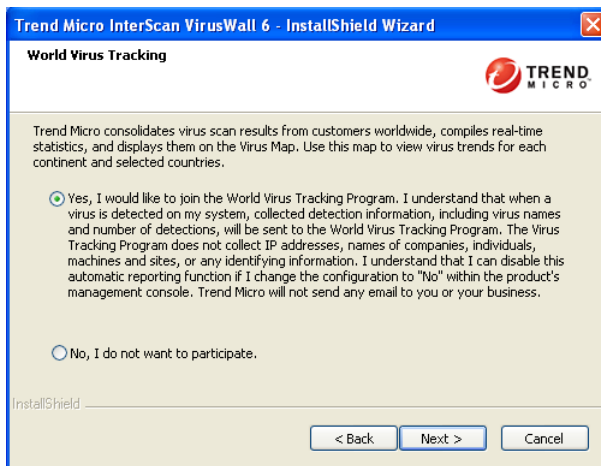 Trend Micro InterScan VirusWall 6 - InstallShield Wizard
World Virus Tracking
TREND
MICRO
Trend Micro consolidates virus scan results from customers worldwide, compiles real-time
statistics, and displays them on the Virus Map. Use this map to view virus trends for each
continent and selected countries.
Yes, I would like to join the World Virus Tracking Program. I understand that when a
virus is detected on my system, collected detection information, including virus names
and number of detections, will be sent to the World Virus Tracking Program. The Virus
Tracking Program does not collect IP addresses, names of companies, individuals,
machines and sites, or any identifying information. I understand that I can disable this
automatic reporting function if I change the configuration to "No" within the product's
management console. Trend Micro will not send any email to you or your business.
No, I do not want to participate.
InstallShield
< Back
Next >
Cancel